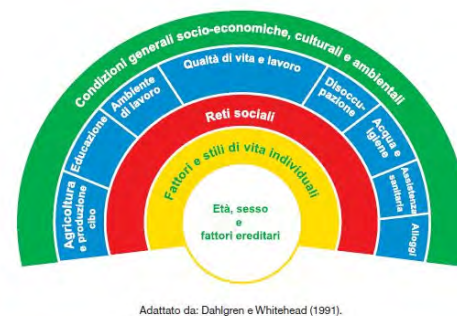 Condizioni generali socio-economiche, culturali e ambientali
Agricoltura
e produzione
cibo
Educazione
Ambiente
di lavoro
Qualtà di vita e lavoro
Disoccu-
pazione
Acqua e
igiene
Assistenza
sanitaria
Alloggi
Reti sociali
Fattori e stili di vita individuali
Età, sesso
e
fattori ereditari
Adattato da: Dahlgren e Whitehead (1991).